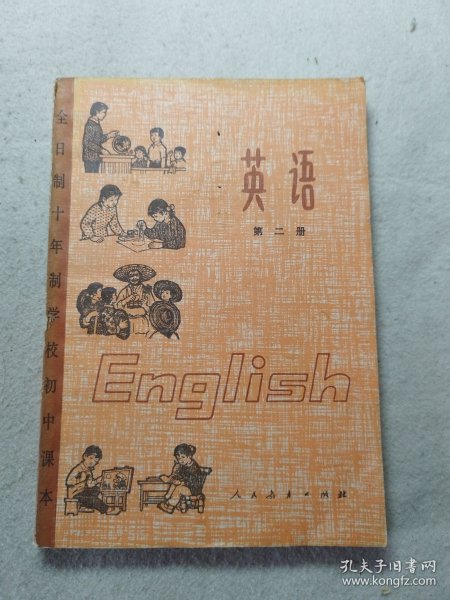 全日制十年制学校初中课本
英语
第二册
English
人民教育出版社
孔夫子旧书网
www.kongfz.com